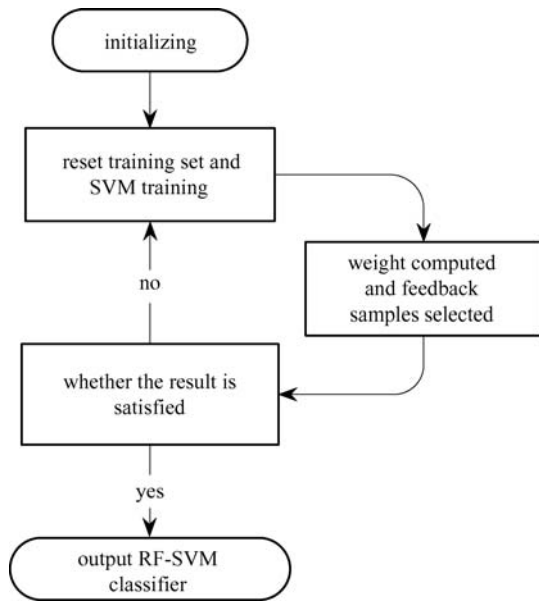 initializing
reset training set and
SVM training
weight computed
and feedback
samples selected
no
whether the result is
satisfied
yes
output RF-SVM
classifier